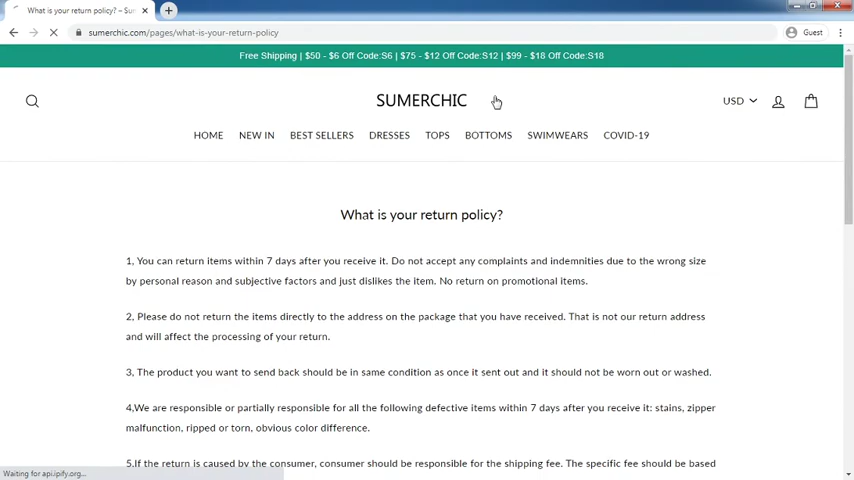 What is your return policy? – Sum
sumerchic.com/pages/what-is-your-return-policy
Guest
Free Shipping | $50 - $6 Off Code:S6 | $75 - $12 Off Code:S12 | $99 - $18 Off Code:S18
SUMERCHIC
USD
HOME NEW IN BEST SELLERS DRESSES TOPS BOTTOMS SWIMWEARS COVID-19
What is your return policy?
1, You can return items within 7 days after you receive it. Do not accept any complaints and indemnities due to the wrong size
by personal reason and subjective factors and just dislikes the item. No return on promotional items.
2, Please do not return the items directly to the address on the package that you have received. That is not our return address
and will affect the processing of your return.
3, The product you want to send back should be in same condition as once it sent out and it should not be worn out or washed.
4,We are responsible or partially responsible for all the following defective items within 7 days after you receive it: stains, zipper
malfunction, ripped or torn, obvious color difference.
5,If the return is caused by the consumer, consumer should be responsible for the shipping fee. The specific fee should be based
Waiting for api.ipify.org...